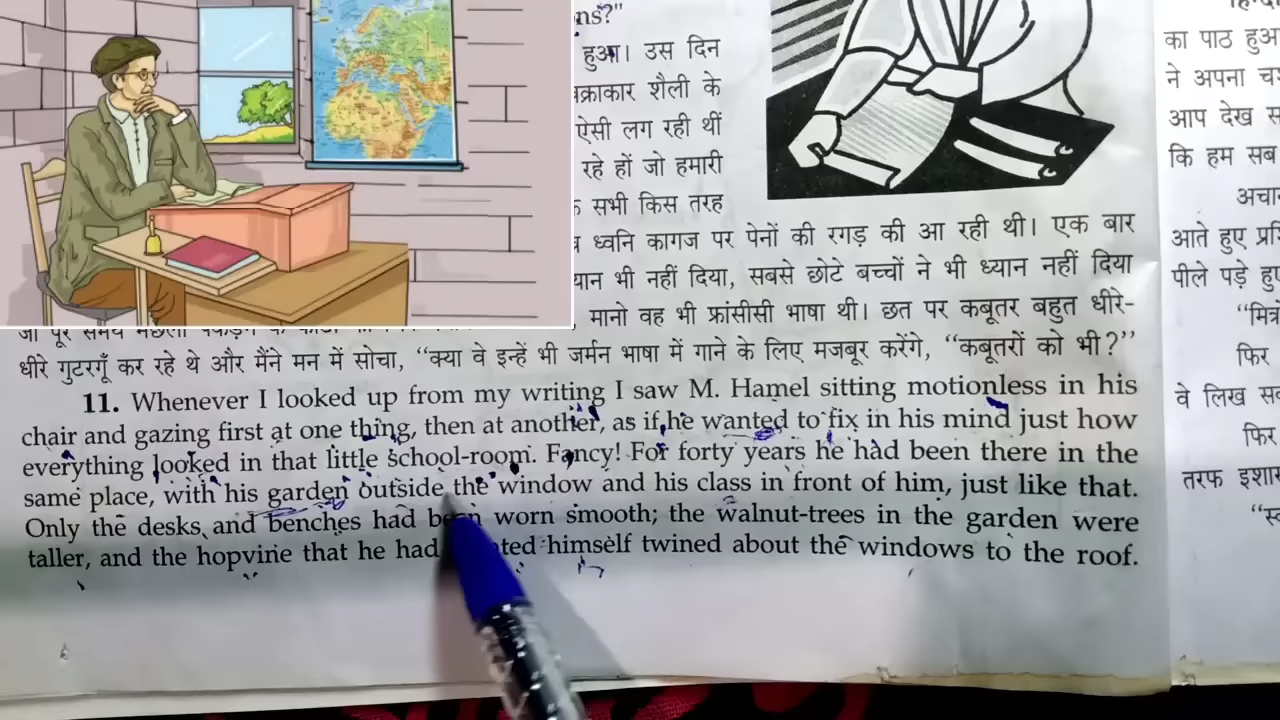 ns?"
हुआ। उस दिन
क्राकार शैली के
ऐसी लग रही थीं
रहे हों जो हमारी
सभी किस तरह
ध्वनि कागज पर पेनों की रगड़ की आ रही थी। एक बार
यान भी नहीं दिया, सबसे छोटे बच्चों ने भी ध्यान नहीं दिया
मानो वह भी फ्रांसीसी भाषा थी। छत पर कबूतर बहुत धीरे-
धीरे गुटरगूँ कर रहे थे और मैंने मन में सोचा, “क्या वे इन्हें भी जर्मन भाषा में गाने के लिए मजबूर करेंगे, “कबूतरों को भी?”
11. Whenever I looked up from my writing I saw M. Hamel sitting motionless in his
chair and gazing first at one thing, then at another, as if he wanted to fix in his mind just how
everything looked in that little school-room. Fancy! For forty years he had been there in the
same place, with his garden outside the window and his class in front of him, just like that.
Only the desks and benches had been worn smooth; the walnut-trees in the garden were
taller, and the hopvine that he had himself twined about the windows to the roof.
का पाठ हुआ
ने अपना
आप देख
कि हम सब
आते हुए
पीले पड़े
फिर
वे लिख
फिर
तरफ